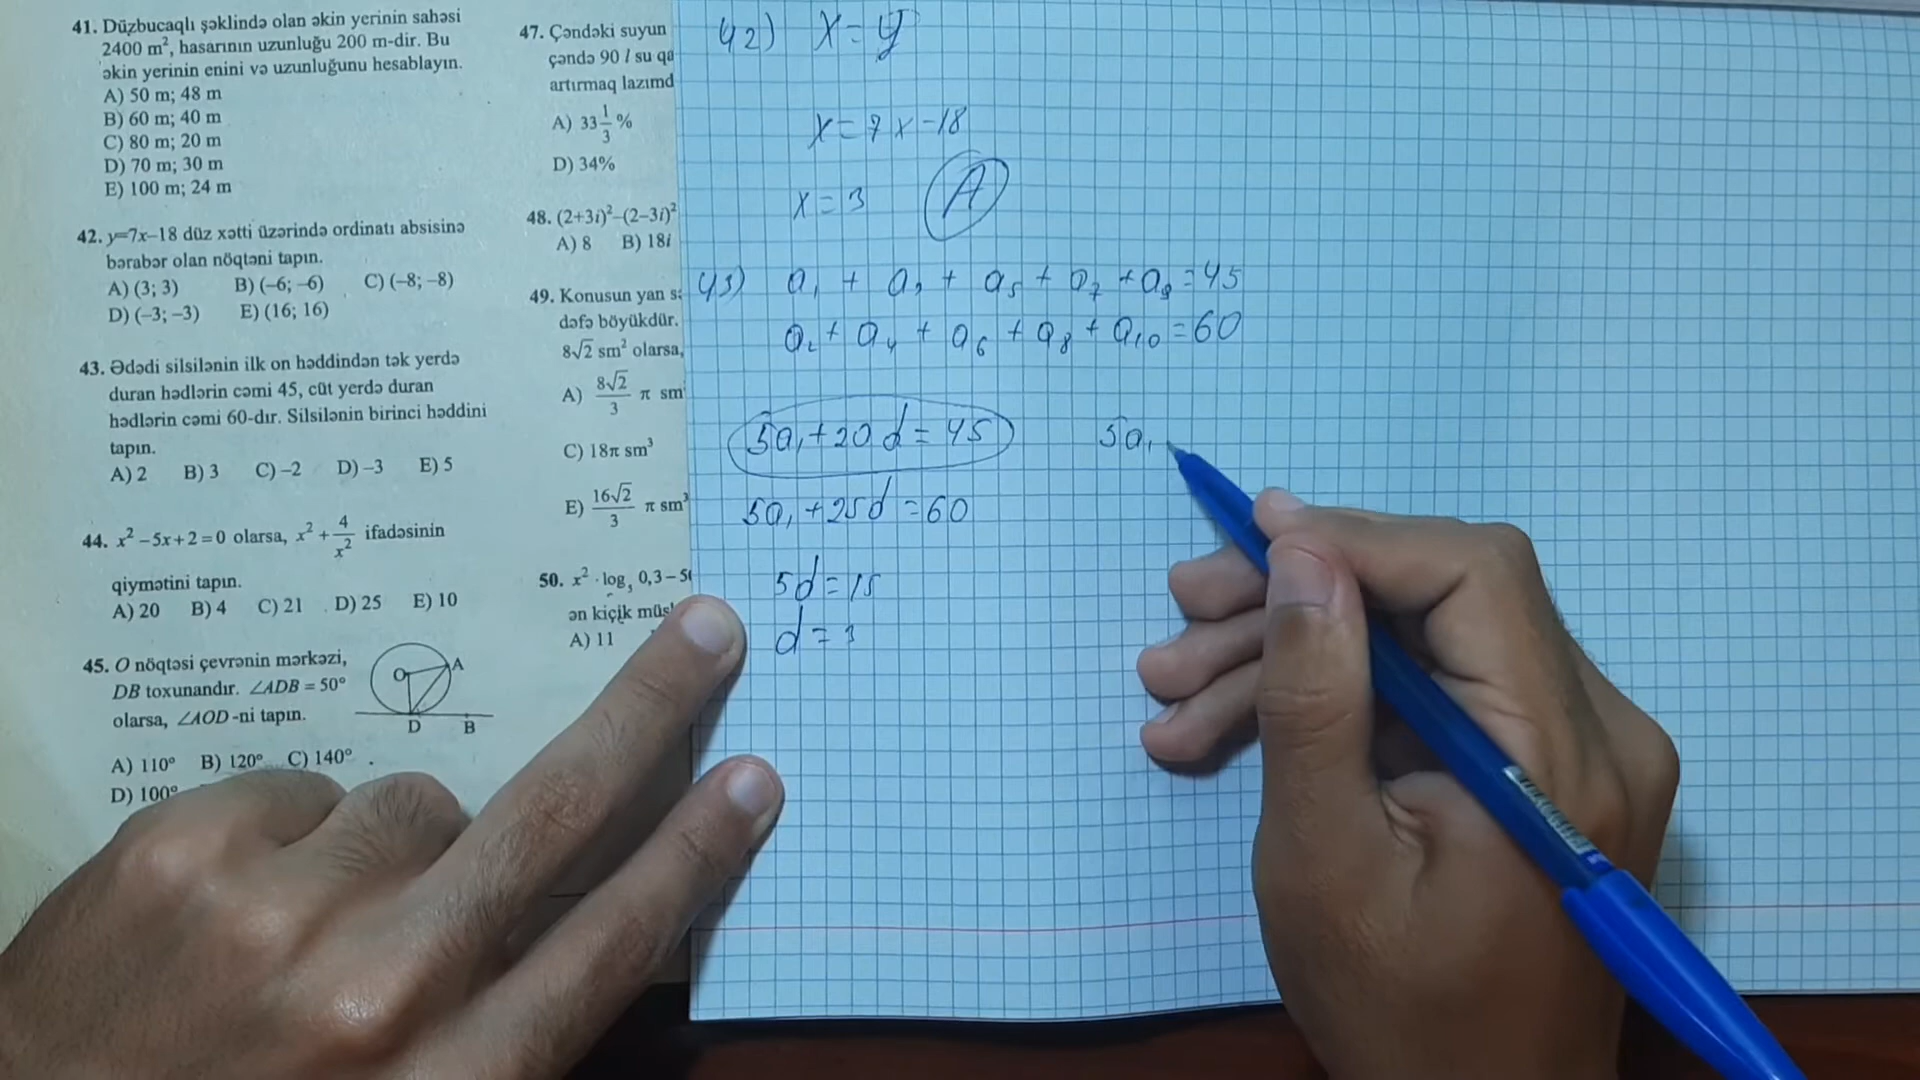 41. Düzbucaqlı şəklində olan əkin yerinin sahəsi
2400 m², hasarının uzunluğu 200 m-dir. Bu
əkin yerinin enini və uzunluğunu hesablayın.
A) 50 m; 48 m
B) 60 m; 40 m
C) 80 m; 20 m
D) 70 m; 30 m
E) 100 m; 24 m
42. y=7x–18 düz xətti üzərində ordinatı absisinə
bərabər olan nöqtəni tapın.
A) (3; 3) B) (–6; –6) C) (–8; –8)
D) (–3; –3) E) (16; 16)
43. Ədədi silsilənin ilk on həddindən tək yerdə
duran hədlərin cəmi 45, cüt yerdə duran
hədlərin cəmi 60-dır. Silsilənin birinci həddini
tapın.
A) 2 B) 3 C) –2 D) –3 E) 5
44. x² – 5x + 2 = 0 olarsa, x² + 4/x² ifadəsinin
qiymətini tapın.
A) 20 B) 4 C) 21 D) 25 E) 10
45. O nöqtəsi çevrənin mərkəzi,
DB toxunandır. ∠ADB = 50°
olarsa, ∠AOD -ni tapın.
A) 110° B) 120° C) 140°
D) 100°
O A
D B
47. Çəndəki suyun
çəndə 90 l su
artırmaq
A) 33 1/3 %
D) 34%
48. (2+3i)²–(2–3i)²
A) 8 B) 18i
49. Konusun yan
dəfə böyükdür.
8√2 sm² olarsa,
A) 8√2/3 π sm
C) 18π sm³
E) 16√2/3 π sm³
50. x² · log₅ 0,3 –
ən kiçik
A) 11
42) x = y
x = 7x – 18
x = 3 A
43) a₁ + a₃ + a₅ + a₇ + a₉ = 45
a₂ + a₄ + a₆ + a₈ + a₁₀ = 60
5a₁ + 20d = 45 5a₁
5a₁ + 25d = 60
5d = 15
d = 3